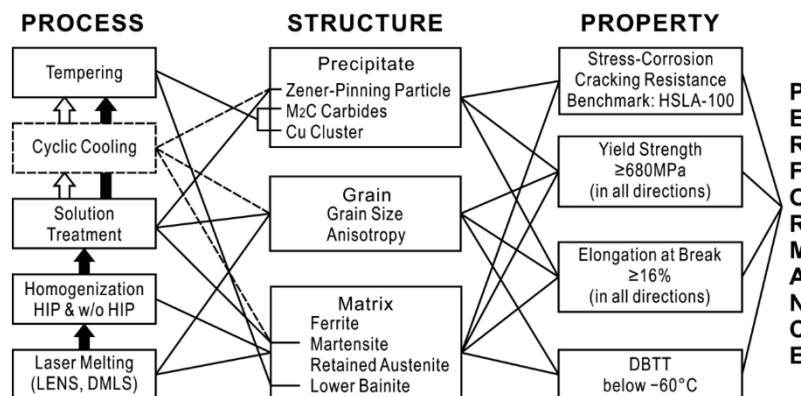 PROCESS
STRUCTURE
PROPERTY
Tempering
Cyclic Cooling
Solution
Treatment
Homogenization
HIP & w/o HIP
Laser Melting
(LENS, DMLS)
Precipitate
Zener-Pinning Particle
M2C Carbides
Cu Cluster
Grain
Grain Size
Anisotropy
Matrix
Ferrite
Martensite
Retained Austenite
Lower Bainite
Stress-Corrosion
Cracking Resistance
Benchmark: HSLA-100
Yield Strength
≥680MPa
(in all directions)
Elongation at Break
≥16%
(in all directions)
DBTT
below −60°C
PERFORMANCE